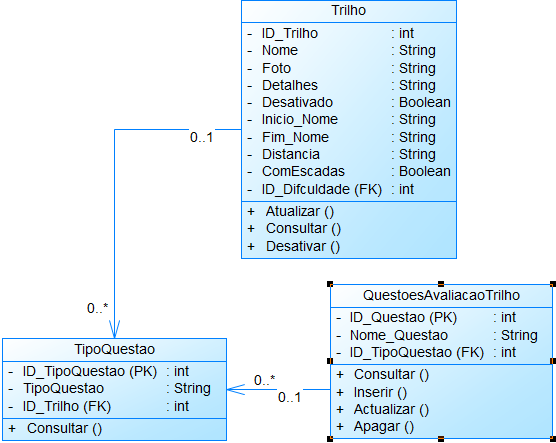 Trilho
- ID_Trilho : int
- Nome : String
- Foto : String
- Detalhes : String
- Desativado : Boolean
- Inicio_Nome : String
- Fim_Nome : String
- Distancia : String
- ComEscadas : Boolean
- ID_Difculdade (FK) : int
+ Atualizar ()
+ Consultar ()
+ Desativar ()
0..1
0..*
QuestoesAvaliacaoTrilho
- ID_Questao (PK) : int
- Nome_Questao : String
- ID_TipoQuestao (FK) : int
+ Consultar ()
+ Inserir ()
+ Actualizar ()
+ Apagar ()
TipoQuestao
- ID_TipoQuestao (PK) : int
- TipoQuestao : String
- ID_Trilho (FK) : int
+ Consultar ()
0..*
0..1